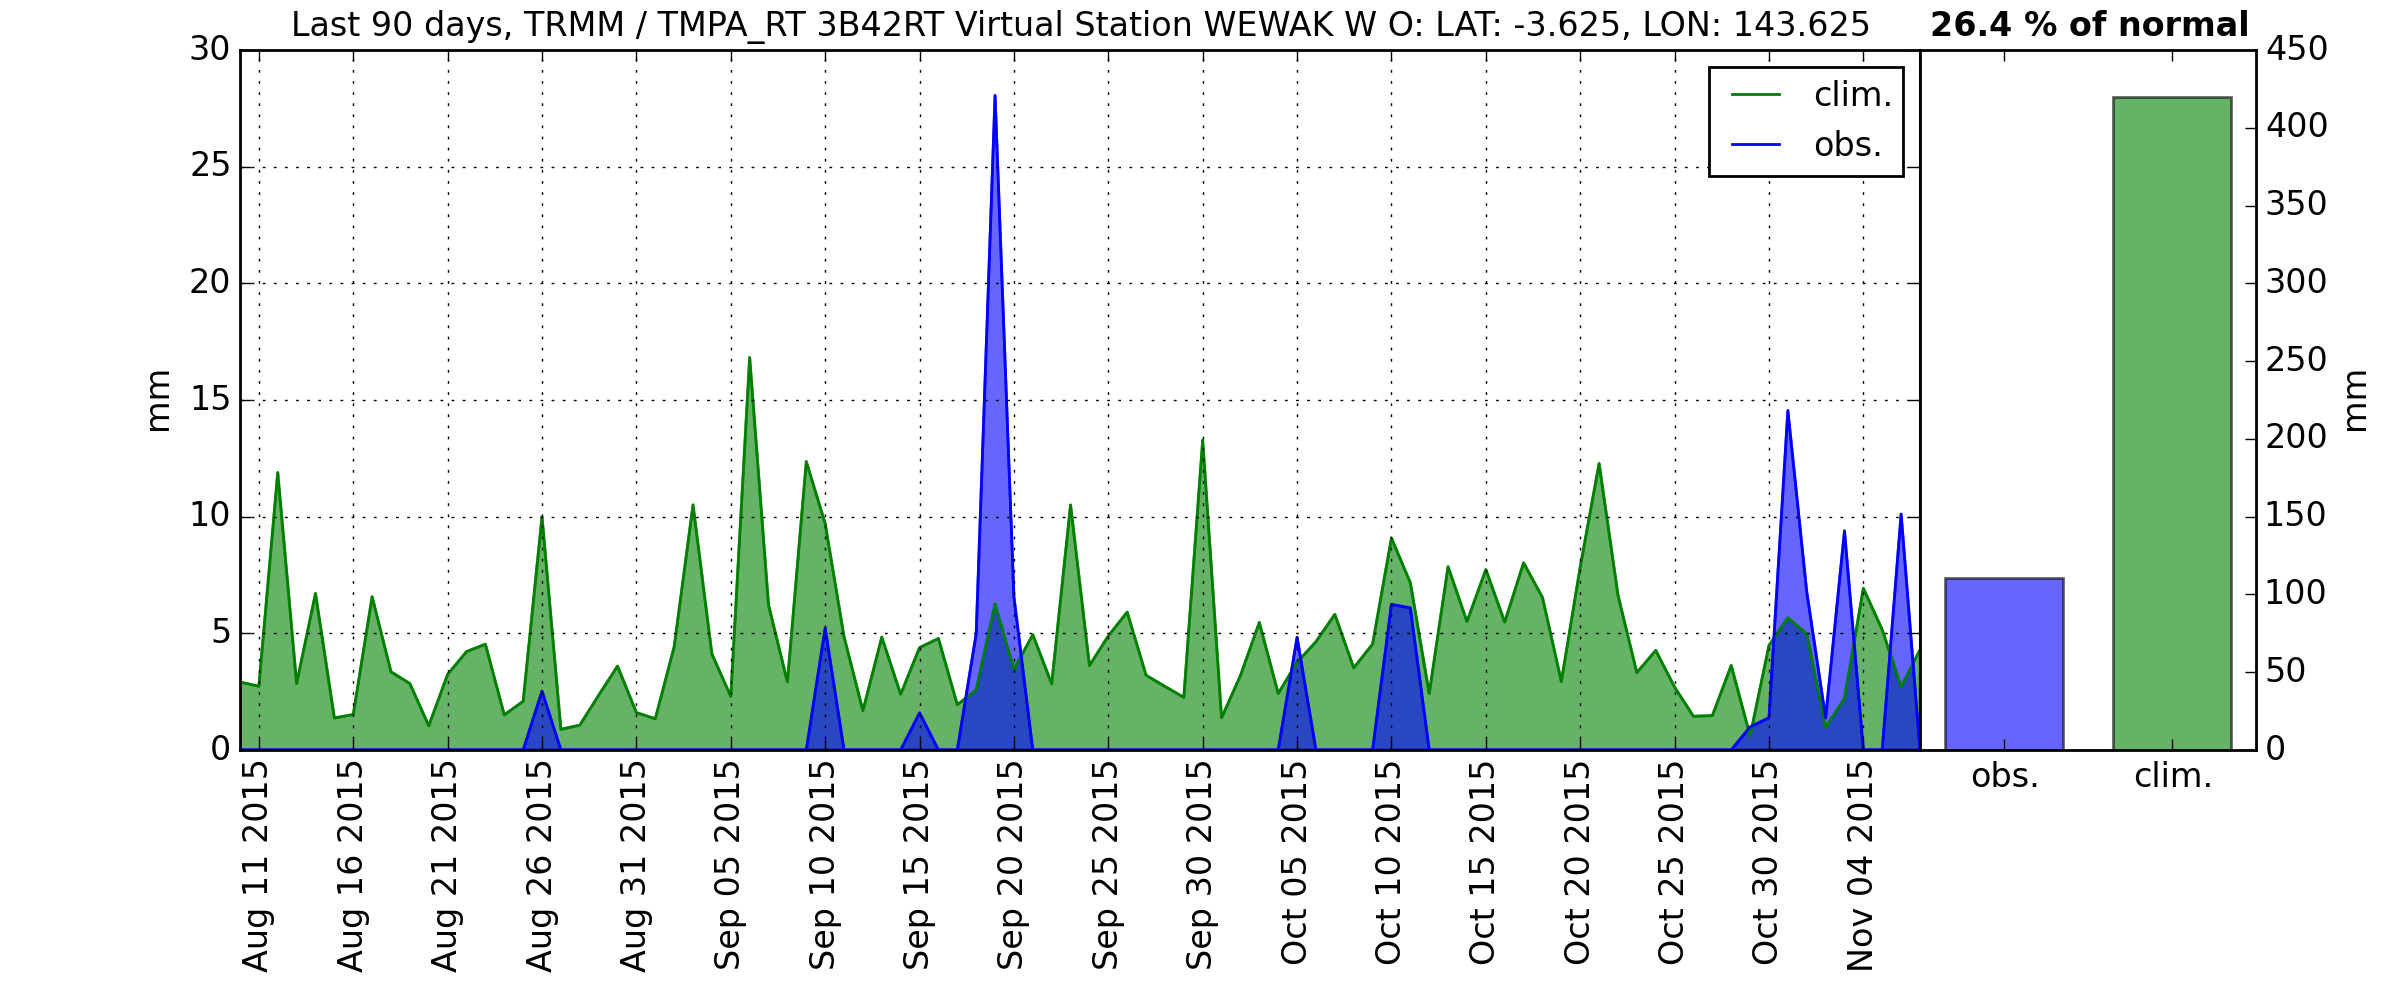 Last 90 days, TRMM / TMPA_RT 3B42RT Virtual Station WEWAK W O: LAT: -3.625, LON: 143.625
26.4 % of normal
30
25
20
15
10
5
0
mm
clim.
obs.
450
400
350
300
250
200
150
100
50
0
mm
obs.
clim.
Aug 11 2015
Aug 16 2015
Aug 21 2015
Aug 26 2015
Aug 31 2015
Sep 05 2015
Sep 10 2015
Sep 15 2015
Sep 20 2015
Sep 25 2015
Sep 30 2015
Oct 05 2015
Oct 10 2015
Oct 15 2015
Oct 20 2015
Oct 25 2015
Oct 30 2015
Nov 04 2015